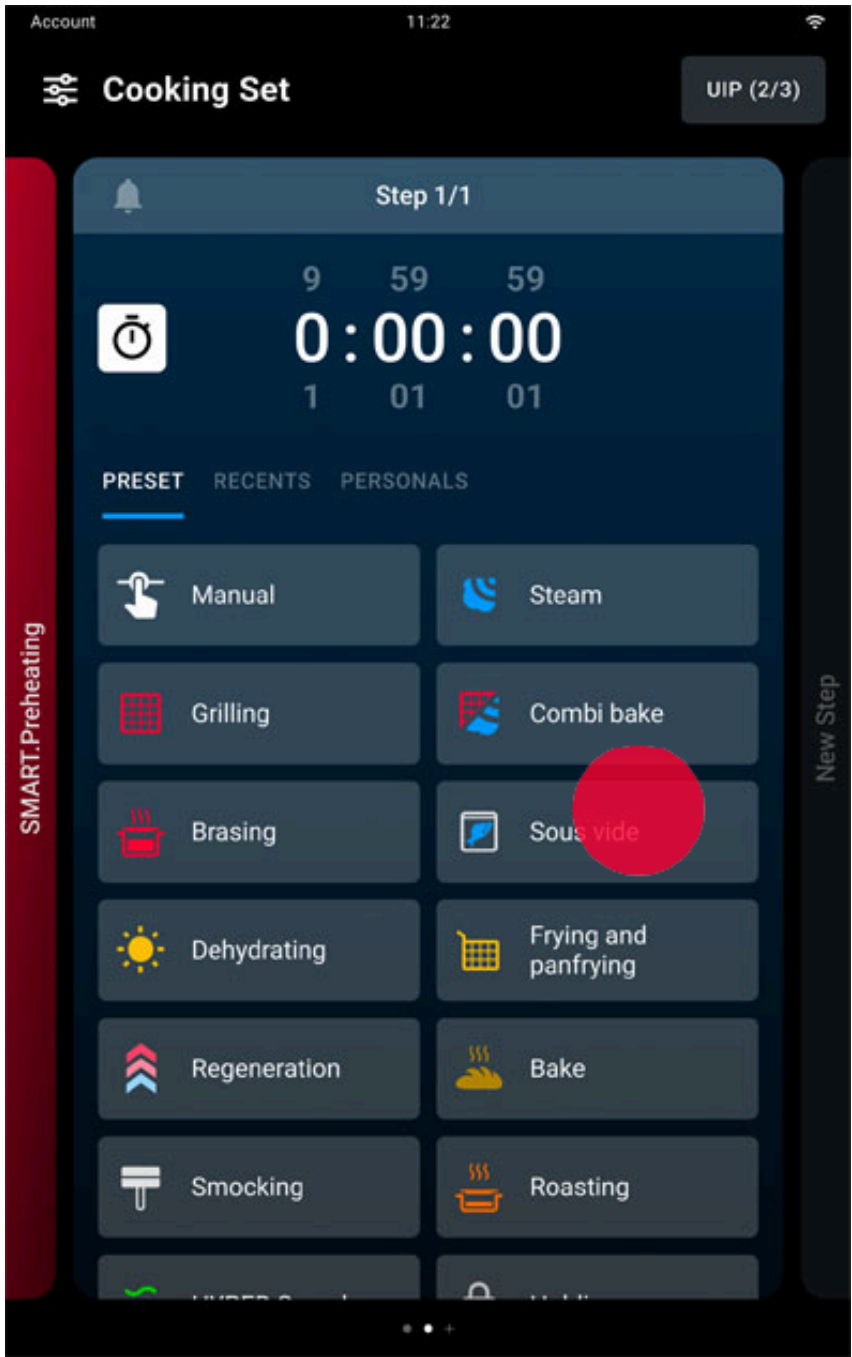 Account 11:22
Cooking Set UIP (2/3)
Step 1/1
9 59 59
0 : 00 : 00
1 01 01
PRESET RECENTS PERSONALS
Manual Steam
Grilling Combi bake
SMART.Preheating
New Step
Brasing Sous vide
Dehydrating Frying and
panfrying
Regeneration Bake
Smocking Roasting